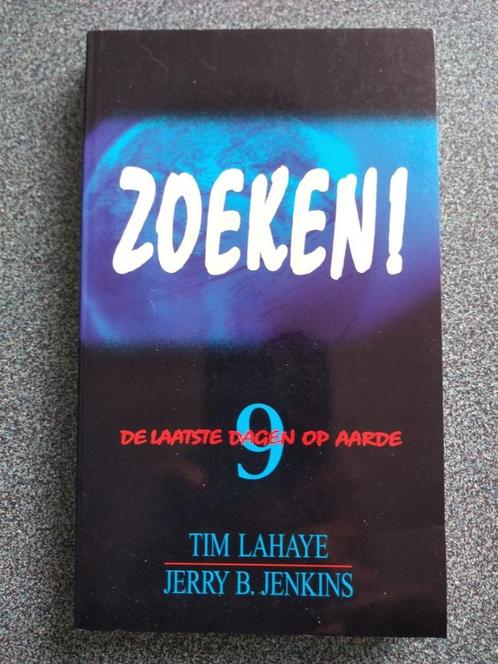 ZOEKEN!
DE LAATSTE DAGEN OP AARDE
9
TIM LAHAYE
JERRY B. JENKINS